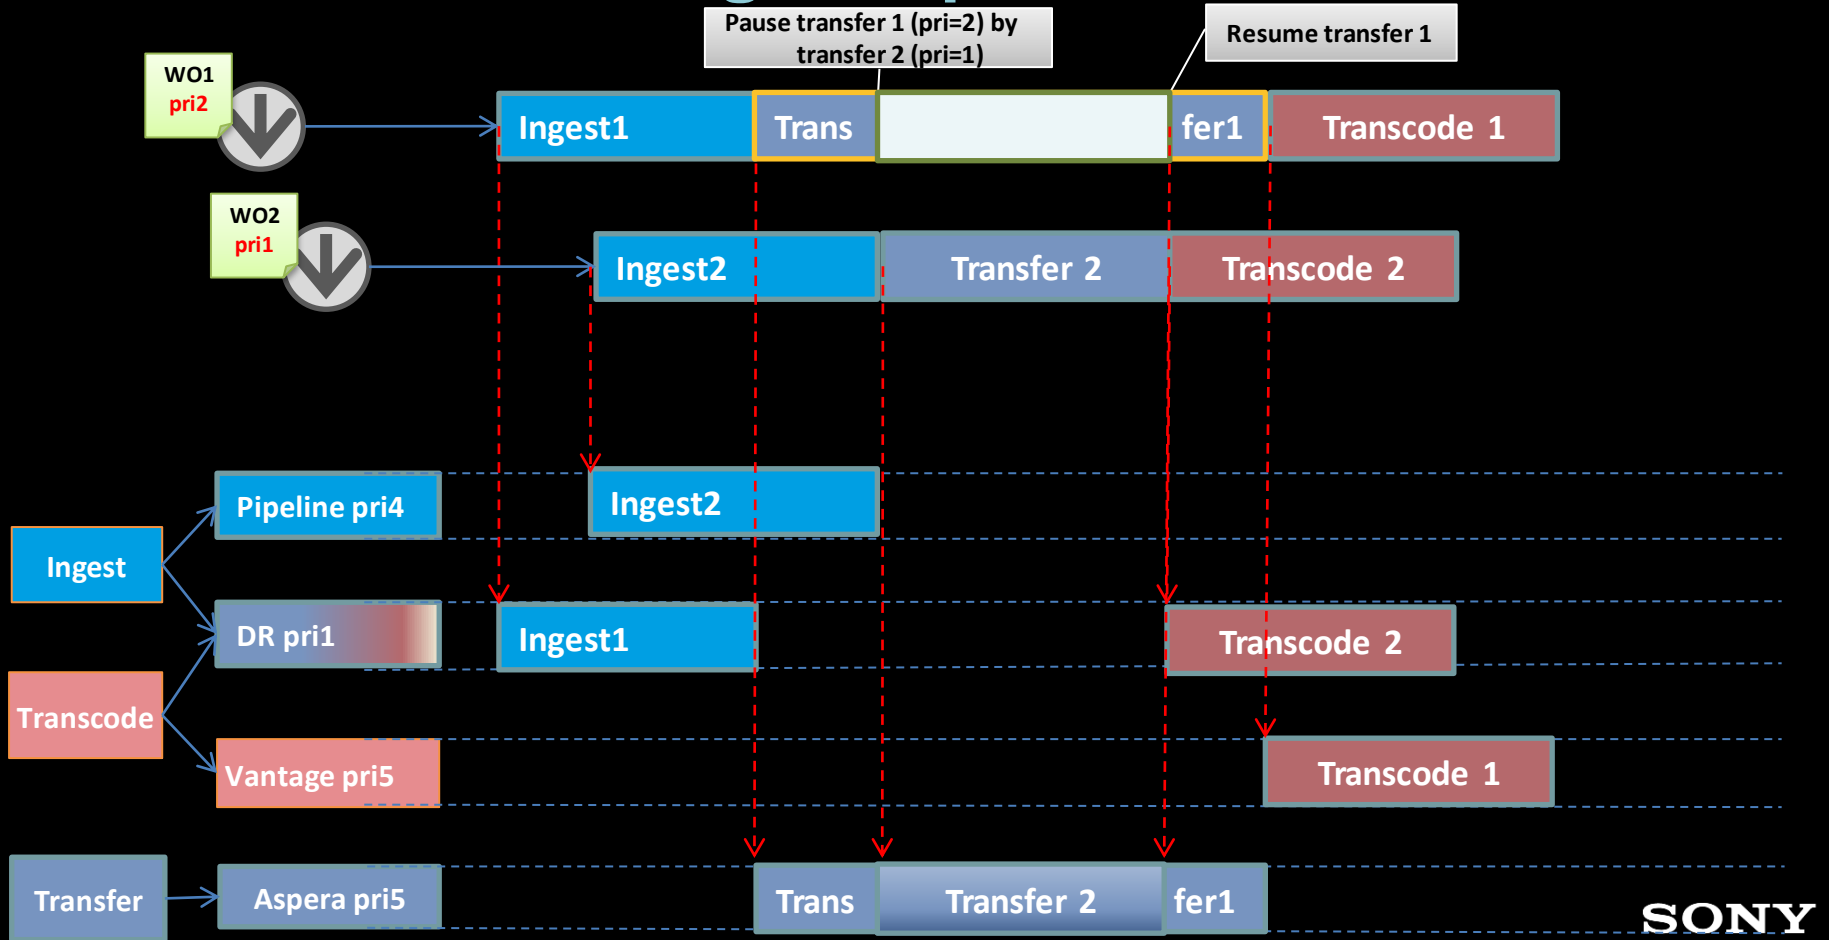 Pause transfer 1 (pri=2) by
transfer 2 (pri=1)
Resume transfer 1
WO1
pri2
Ingest1
Trans
fer1
Transcode 1
WO2
pri1
Ingest2
Transfer 2
Transcode 2
Pipeline pri4
Ingest2
Ingest
DR pri1
Ingest1
Transcode 2
Transcode
Vantage pri5
Transcode 1
Transfer
Aspera pri5
Trans
Transfer 2
fer1
SONY